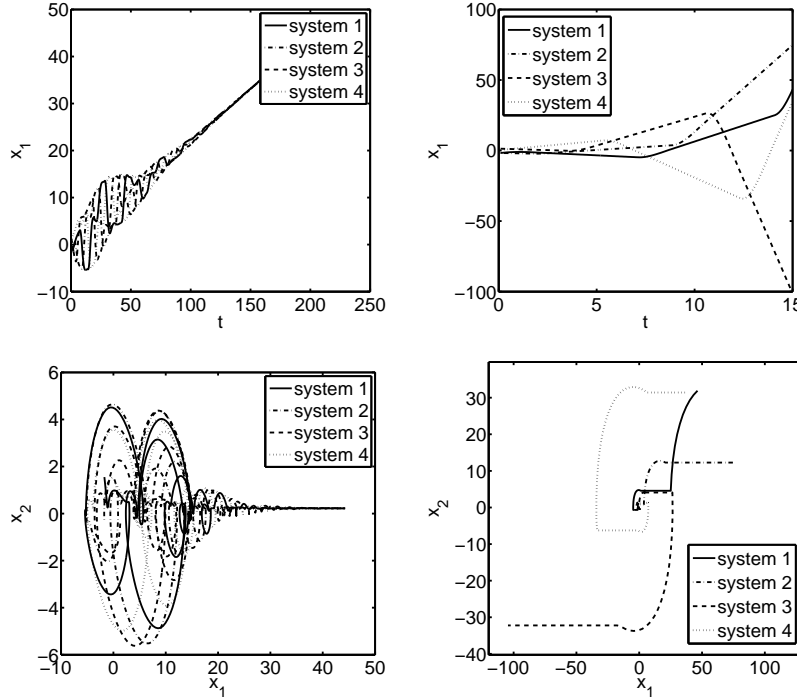 50
40
30
20
10
0
−10
0 50 100 150 200 250
t
x1
system 1
system 2
system 3
system 4
100
50
0
−50
−100
0 5 10 15
t
x1
system 1
system 2
system 3
system 4
6
4
2
0
−2
−4
−6
−10 0 10 20 30 40 50
x1
x2
system 1
system 2
system 3
system 4
30
20
10
0
−10
−20
−30
−40
−100 −50 0 50 100
x1
x2
system 1
system 2
system 3
system 4